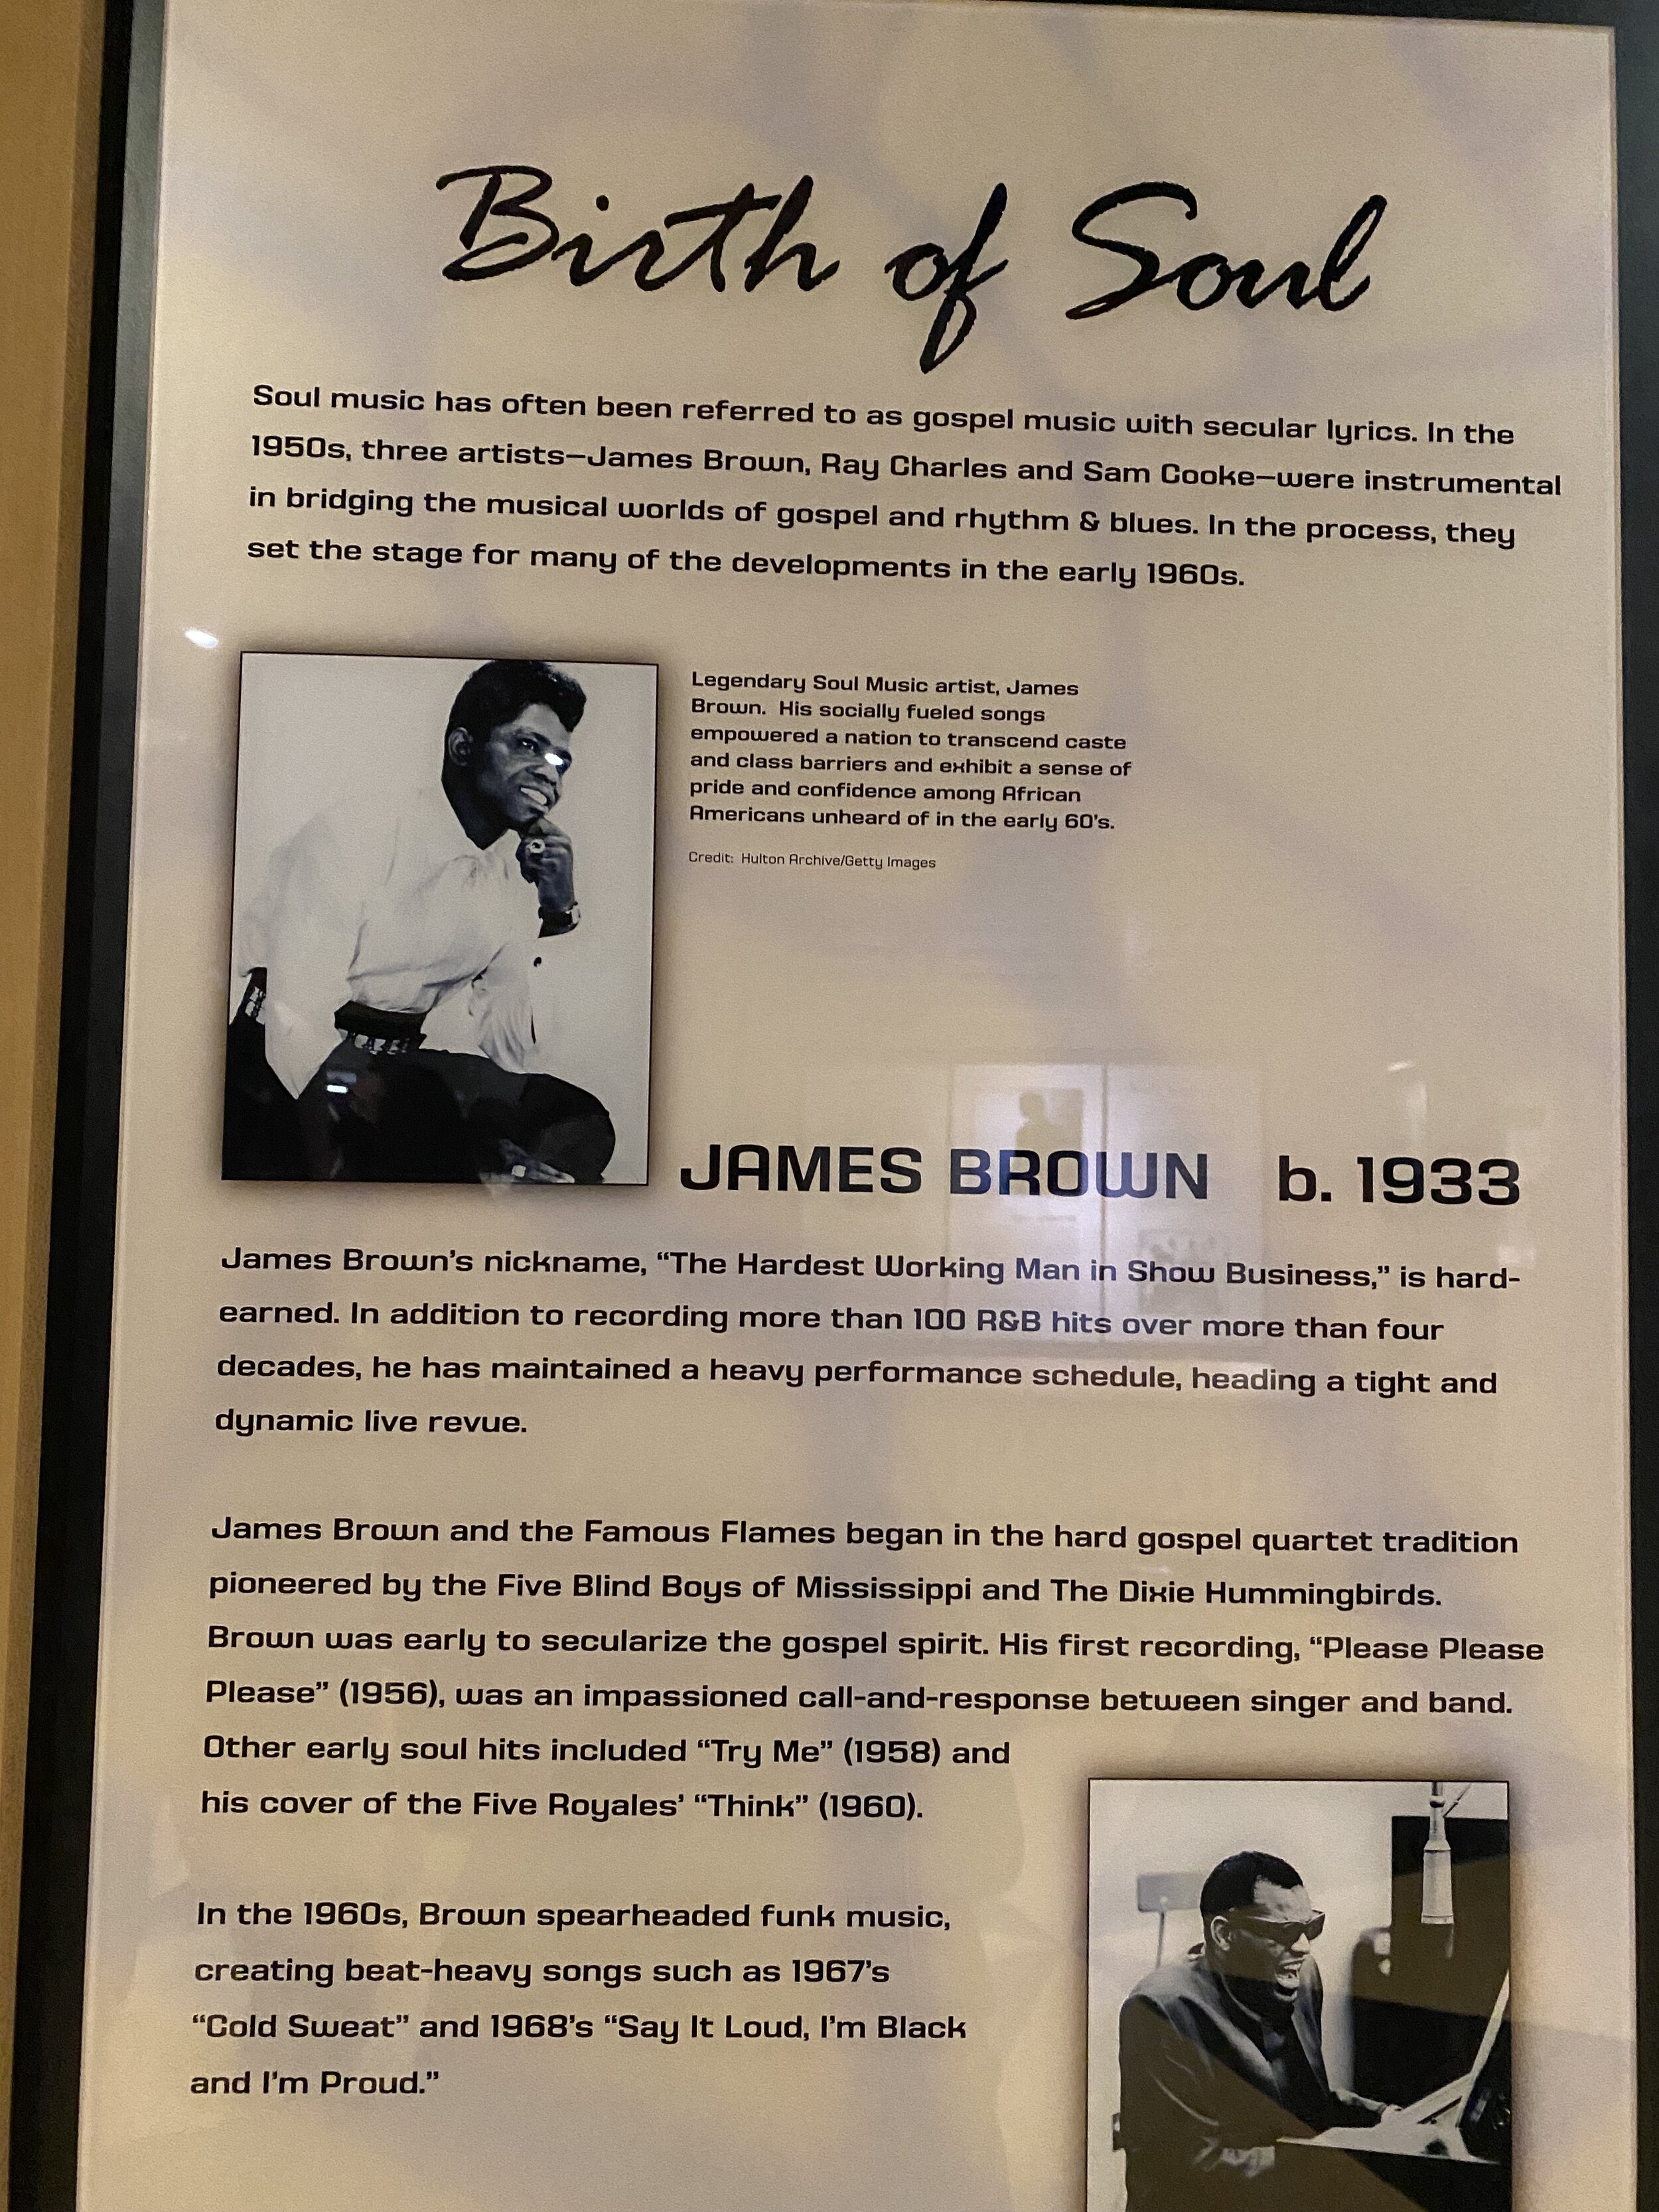 Birth of Soul
Soul music has often been referred to as gospel music with secular lyrics. In the
1950s, three artists—James Brown, Ray Charles and Sam Cooke—were instrumental
in bridging the musical worlds of gospel and rhythm & blues. In the process, they
set the stage for many of the developments in the early 1960s.
Legendary Soul Music artist, James
Brown.  His socially fueled songs
empowered a nation to transcend caste
and class barriers and exhibit a sense of
pride and confidence among African
Americans unheard of in the early 60's.
Credit:  Hulton Archive/Getty Images
JAMES BROWN b. 1933
James Brown's nickname, “The Hardest Working Man in Show Business,” is hard-
earned. In addition to recording more than 100 R&B hits over more than four
decades, he has maintained a heavy performance schedule, heading a tight and
dynamic live revue.
James Brown and the Famous Flames began in the hard gospel quartet tradition
pioneered by the Five Blind Boys of Mississippi and The Dixie Hummingbirds.
Brown was early to secularize the gospel spirit. His first recording, “Please Please
Please” (1956), was an impassioned call-and-response between singer and band.
Other early soul hits included “Try Me” (1958) and
his cover of the Five Royales' “Think” (1960).
In the 1960s, Brown spearheaded funk music,
creating beat-heavy songs such as 1967's
“Cold Sweat” and 1968's “Say It Loud, I'm Black
and I'm Proud.”